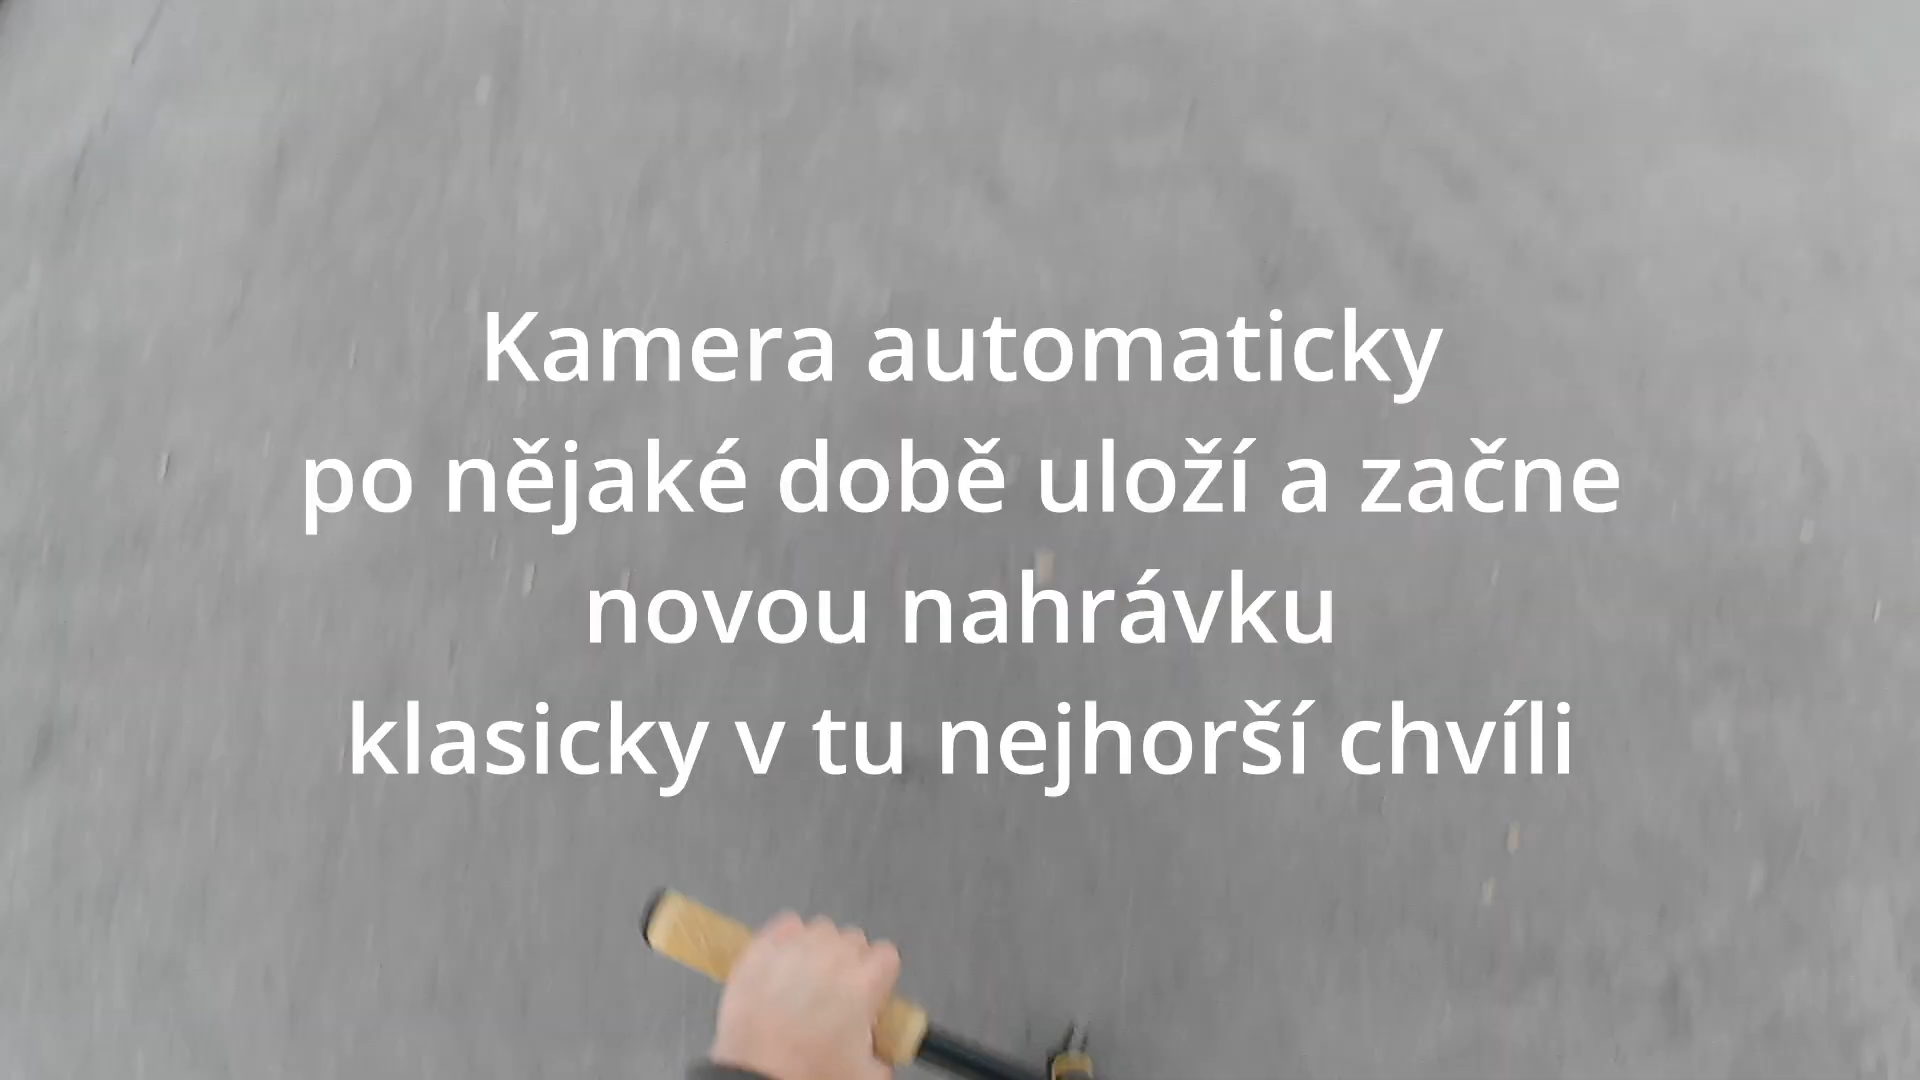 Kamera automaticky
po nějaké době uloží a začne
novou nahrávku
klasicky v tu nejhorší chvíli